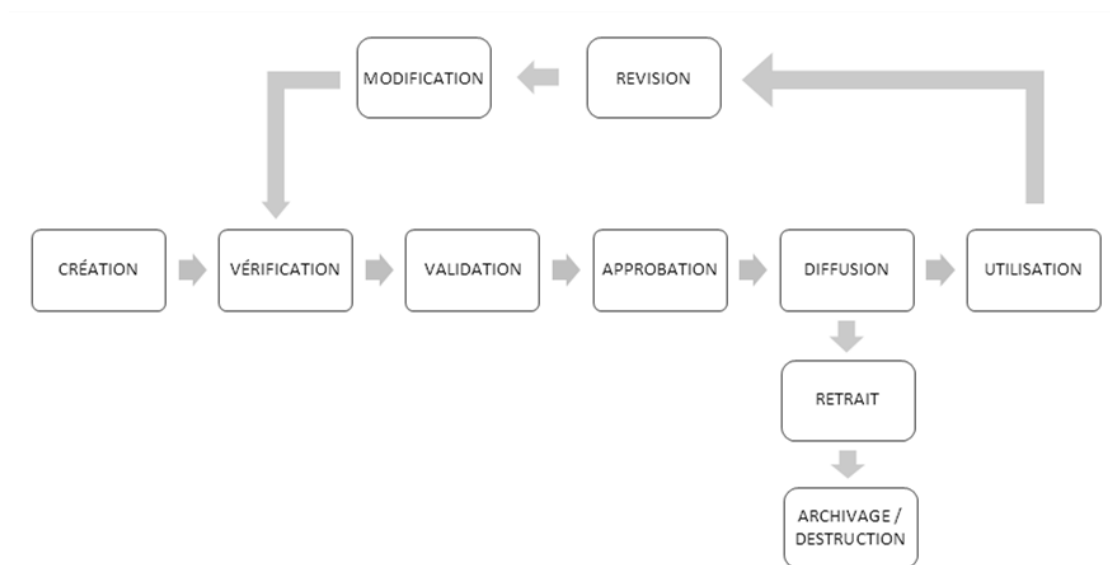 MODIFICATION
REVISION
CRÉATION
VÉRIFICATION
VALIDATION
APPROBATION
DIFFUSION
UTILISATION
RETRAIT
ARCHIVAGE /
DESTRUCTION